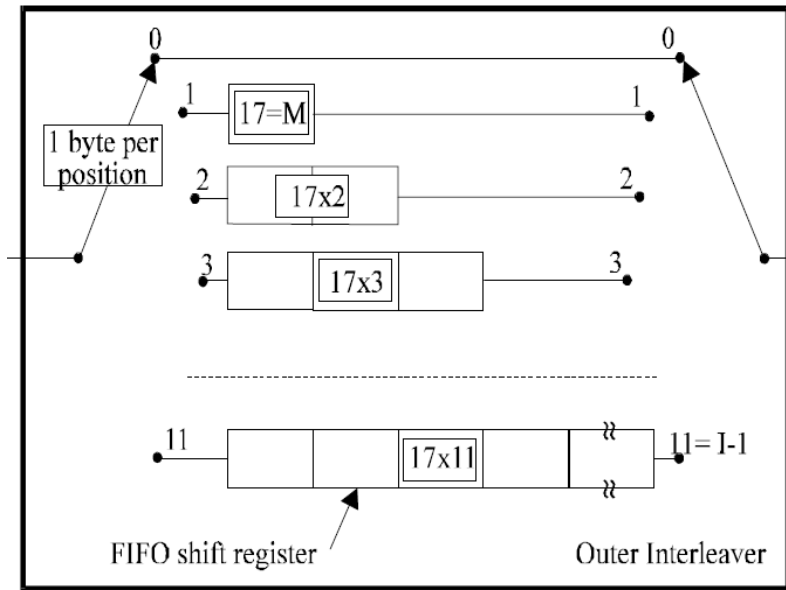 0
0
1
17=M
1
1 byte per
position
2
17x2
2
3
17x3
3
11
17x11
11= I-1
FIFO shift register
Outer Interleaver